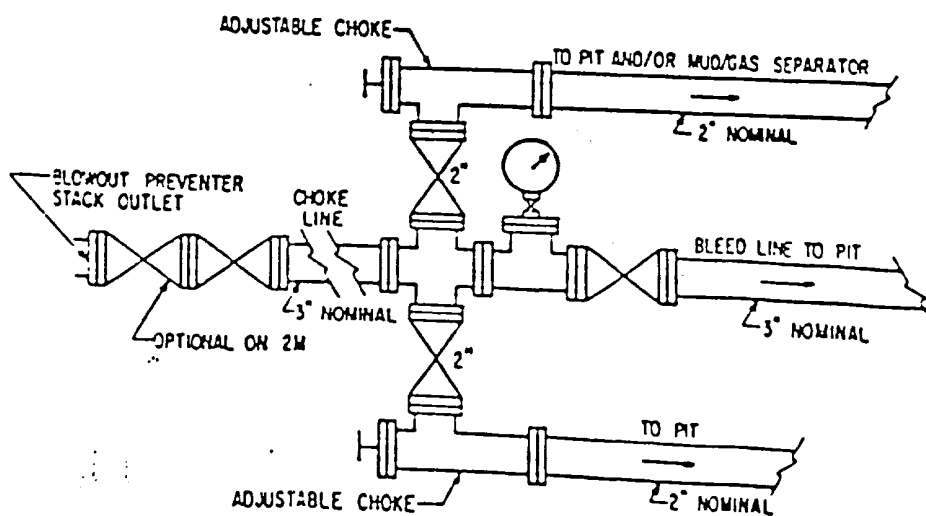 ADJUSTABLE CHOKE
TO PIT AND/OR MUD/GAS SEPARATOR
2" NOMINAL
2"
BLOWOUT PREVENTER
STACK OUTLET
CHOKE
LINE
BLEED LINE TO PIT
3" NOMINAL
3" NOMINAL
OPTIONAL ON 2M
2"
TO PIT
ADJUSTABLE CHOKE
2" NOMINAL